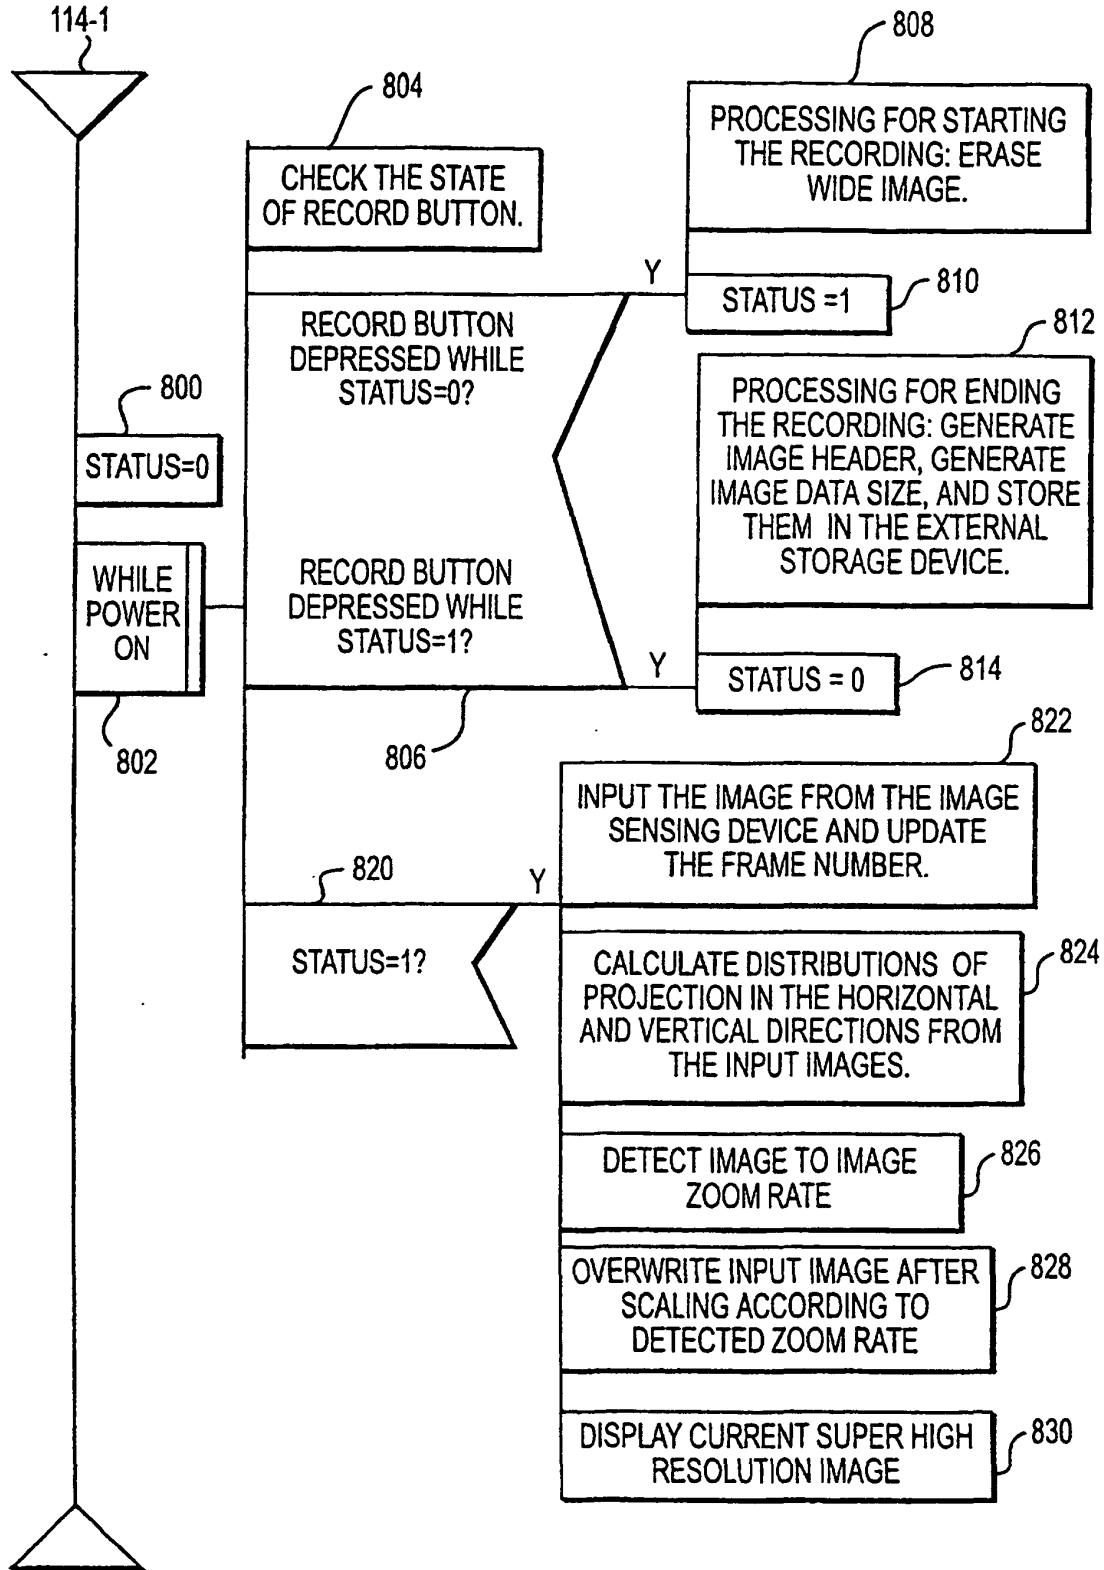 114-1
804
CHECK THE STATE
OF RECORD BUTTON.
808
PROCESSING FOR STARTING
THE RECORDING: ERASE
WIDE IMAGE.
Y
STATUS =1
810
RECORD BUTTON
DEPRESSED WHILE
STATUS=0?
812
PROCESSING FOR ENDING
THE RECORDING: GENERATE
IMAGE HEADER, GENERATE
IMAGE DATA SIZE, AND STORE
THEM IN THE EXTERNAL
STORAGE DEVICE.
800
STATUS=0
WHILE
POWER
ON
802
RECORD BUTTON
DEPRESSED WHILE
STATUS=1?
Y
STATUS = 0
814
806
822
INPUT THE IMAGE FROM THE IMAGE
SENSING DEVICE AND UPDATE
THE FRAME NUMBER.
820
Y
STATUS=1?
824
CALCULATE DISTRIBUTIONS OF
PROJECTION IN THE HORIZONTAL
AND VERTICAL DIRECTIONS FROM
THE INPUT IMAGES.
826
DETECT IMAGE TO IMAGE
ZOOM RATE
828
OVERWRITE INPUT IMAGE AFTER
SCALING ACCORDING TO
DETECTED ZOOM RATE
830
DISPLAY CURRENT SUPER HIGH
RESOLUTION IMAGE